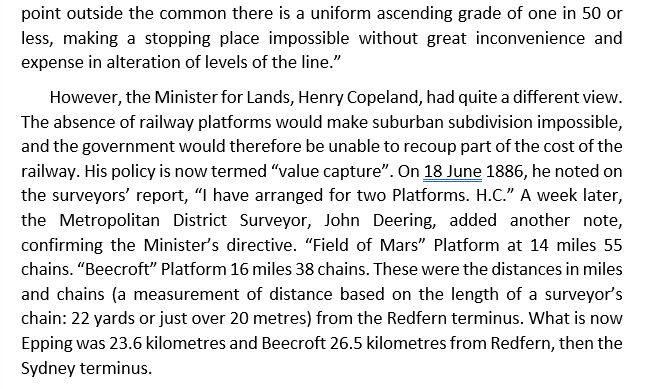 point outside the common there is a uniform ascending grade of one in 50 or
less, making a stopping place impossible without great inconvenience and
expense in alteration of levels of the line.”
However, the Minister for Lands, Henry Copeland, had quite a different view.
The absence of railway platforms would make suburban subdivision impossible,
and the government would therefore be unable to recoup part of the cost of the
railway. His policy is now termed “value capture”. On 18 June 1886, he noted on
the surveyors’ report, “I have arranged for two Platforms. H.C.” A week later,
the Metropolitan District Surveyor, John Deering, added another note,
confirming the Minister’s directive. “Field of Mars” Platform at 14 miles 55
chains. “Beecroft” Platform 16 miles 38 chains. These were the distances in miles
and chains (a measurement of distance based on the length of a surveyor’s
chain: 22 yards or just over 20 metres) from the Redfern terminus. What is now
Epping was 23.6 kilometres and Beecroft 26.5 kilometres from Redfern, then the
Sydney terminus.